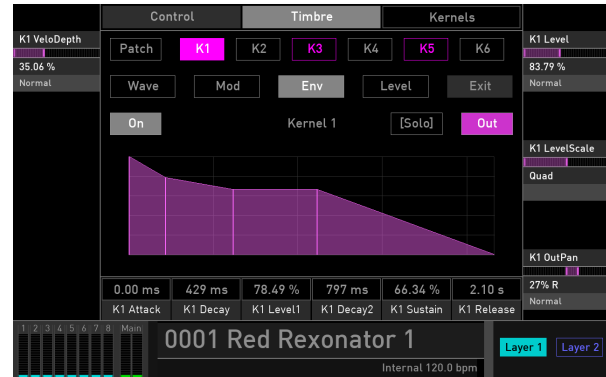 Control Timbre Kernels
K1 VeloDepth
35.06 %
Normal
Patch K1 K2 K3 K4 K5 K6
Wave Mod Env Level Exit
On Kernel 1 [Solo] Out
K1 Level
83.79 %
Normal
K1 LevelScale
Quad
K1 OutPan
27% R
Normal
0.00 ms 429 ms 78.49 % 797 ms 66.34 % 2.10 s
K1 Attack K1 Decay K1 Level1 K1 Decay2 K1 Sustain K1 Release
1 2 3 4 5 6 7 8 Main
0001 Red Rexonator 1
Internal 120.0 bpm
Layer 1 Layer 2